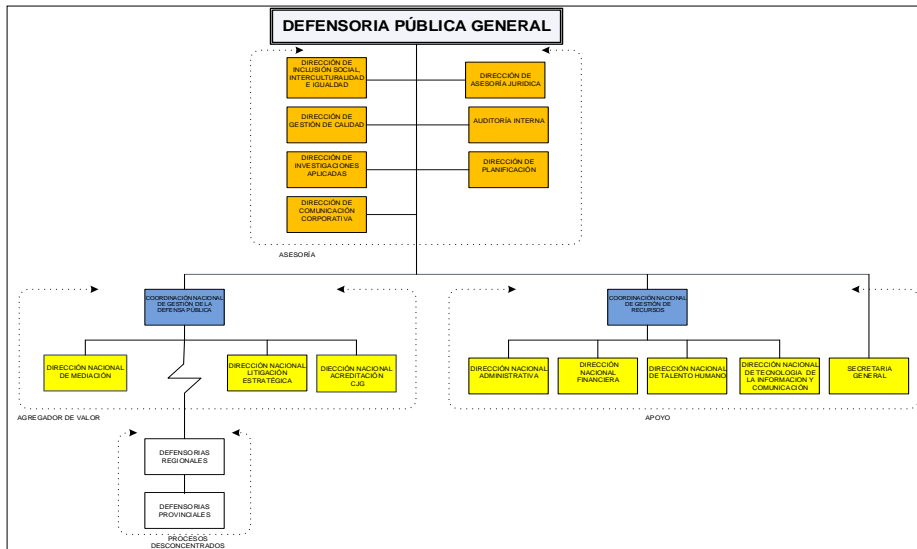 DEFENSORIA PÚBLICA GENERAL
DIRECCIÓN DE
INCLUSIÓN SOCIAL,
INTERCULTURALIDAD
E IGUALDAD
DIRECCIÓN DE
ASESORÍA JURIDICA
DIRECCIÓN DE
GESTIÓN DE CALIDAD
AUDITORÍA INTERNA
DIRECCIÓN DE
INVESTIGACIONES
APLICADAS
DIRECCIÓN DE
PLANIFICACIÓN
DIRECCIÓN DE
COMUNICACIÓN
CORPORATIVA
ASESORÍA
COORDINACIÓN NACIONAL
DE GESTIÓN DE LA
DEFENSA PÚBLICA
COORDINACIÓN NACIONAL
DE GESTIÓN DE
RECURSOS
DIRECCIÓN NACIONAL
DE MEDIACIÓN
DIRECCIÓN NACIONAL
LITIGACIÓN
ESTRATÉGICA
DIECCIÓN NACIONAL
ACREDITACIÓN
CJG
DIRECCIÓN NACIONAL
ADMINISTRATIVA
DIRECCIÓN
NACIONAL
FINANCIERA
DIRECCIÓN NACIONAL
DE TALENTO HUMANO
DIRECCIÓN NACIONAL
DE TECNOLOGIA DE
LA INFORMACION Y
COMUNICACIÓN
SECRETARIA
GENERAL
AGREGADOR DE VALOR
APOYO
DEFENSORIAS
REGIONALES
DEFENSORIAS
PROVINCIALES
PROCESOS
DESCONCENTRADOS